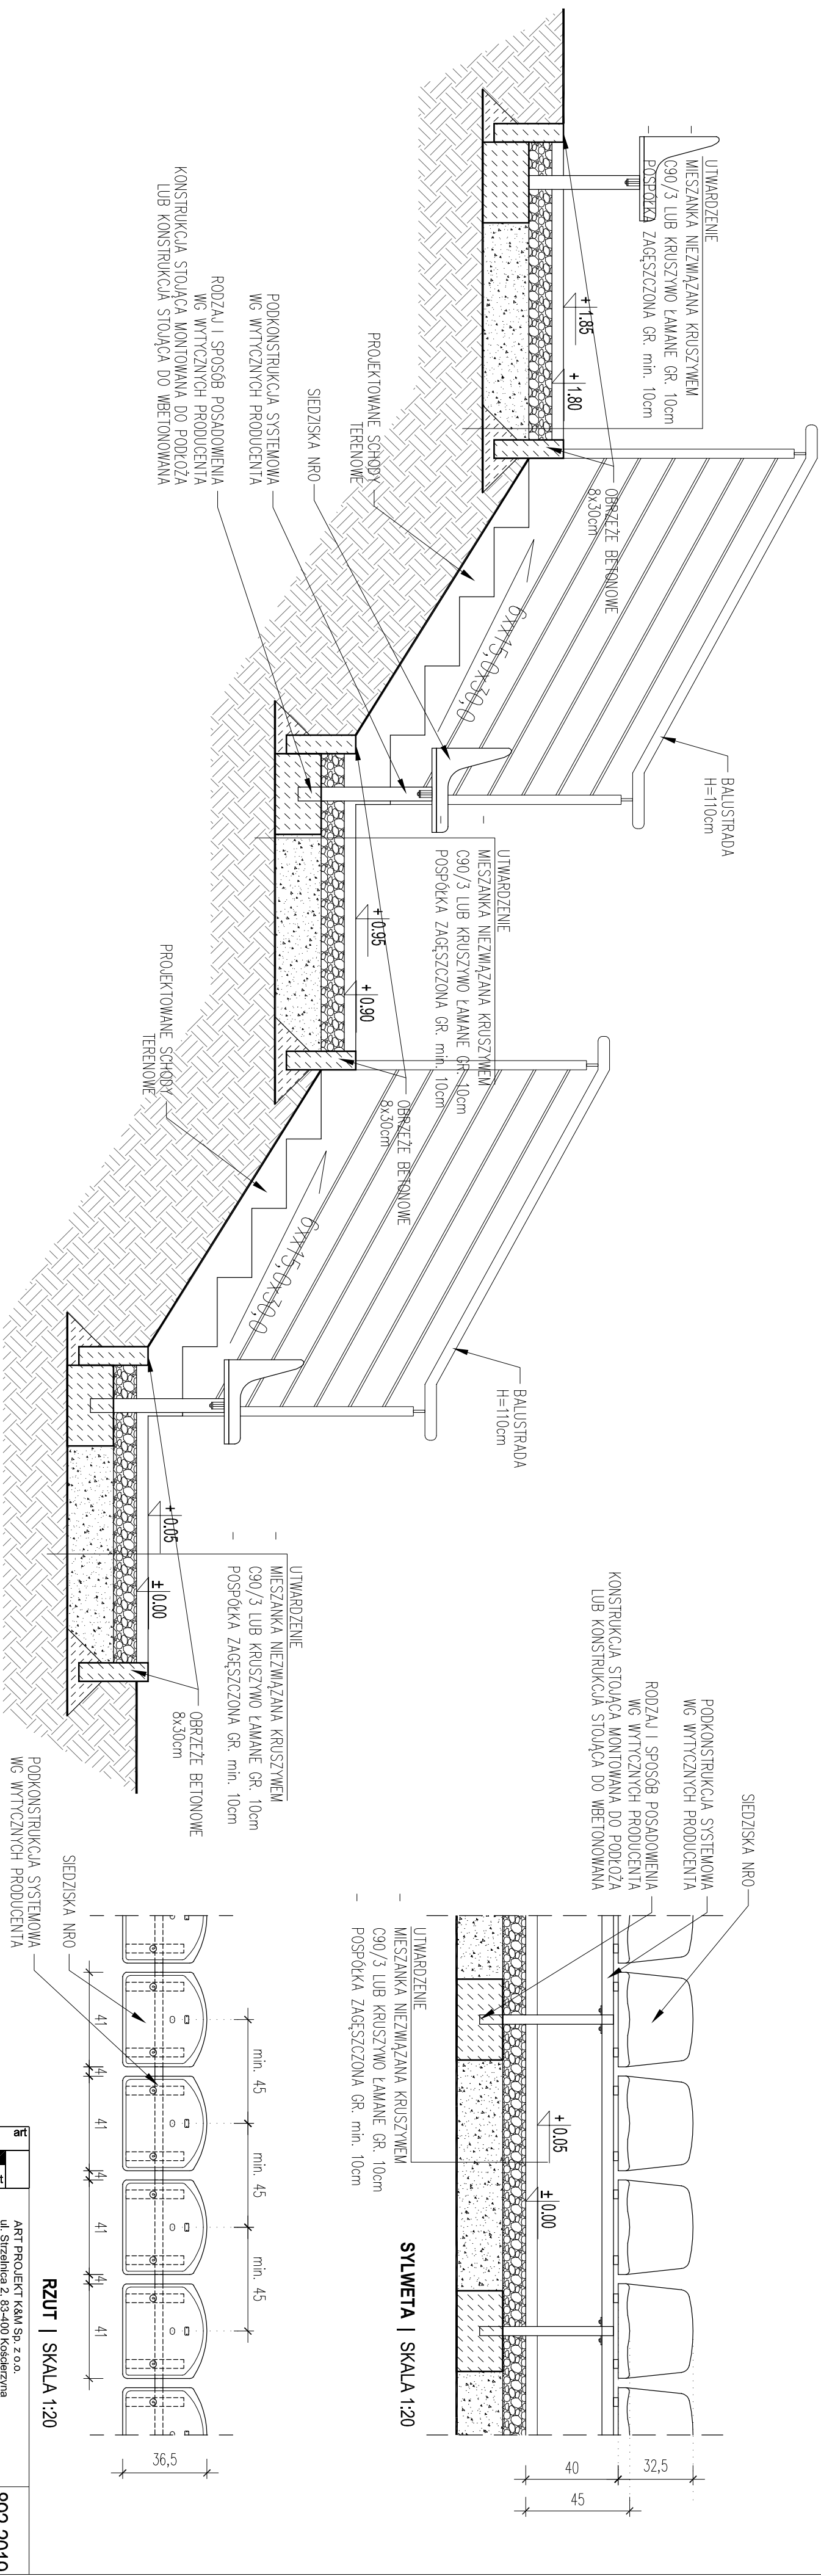 UTWARDZENIE
- MIESZANKA NIEZWIĄZANA KRUSZYWEM
C90/3 LUB KRUSZYWO ŁAMANE GR. 10cm
- POSPÓŁKA ZAGĘSZCZONA GR. min. 10cm
+ 1.85
+ 1.80
OBRZEŻE BETONOWE
8x30cm
BALUSTRADA
H=110cm
6xx15,0x30,0
PROJEKTOWANE SCHODY
TERENOWE
SIEDZISKA NRO
PODKONSTRUKCJA SYSTEMOWA
WG WYTYCZNYCH PRODUCENTA
RODZAJ I SPOSÓB POSADOWIENIA
WG WYTYCZNYCH PRODUCENTA
KONSTRUKCJA STOJĄCA MONTOWANA DO PODŁOŻA
LUB KONSTRUKCJA STOJĄCA DO WBETONOWANA
UTWARDZENIE
- MIESZANKA NIEZWIĄZANA KRUSZYWEM
C90/3 LUB KRUSZYWO ŁAMANE GR. 10cm
- POSPÓŁKA ZAGĘSZCZONA GR. min. 10cm
+ 0.95
+ 0.90
OBRZEŻE BETONOWE
8x30cm
BALUSTRADA
H=110cm
6xx15,0x30,0
PROJEKTOWANE SCHODY
TERENOWE
UTWARDZENIE
- MIESZANKA NIEZWIĄZANA KRUSZYWEM
C90/3 LUB KRUSZYWO ŁAMANE GR. 10cm
- POSPÓŁKA ZAGĘSZCZONA GR. min. 10cm
+ 0.05
± 0.00
OBRZEŻE BETONOWE
8x30cm
SIEDZISKA NRO
PODKONSTRUKCJA SYSTEMOWA
WG WYTYCZNYCH PRODUCENTA
RODZAJ I SPOSÓB POSADOWIENIA
WG WYTYCZNYCH PRODUCENTA
KONSTRUKCJA STOJĄCA MONTOWANA DO PODŁOŻA
LUB KONSTRUKCJA STOJĄCA DO WBETONOWANA
32,5
40
45
+ 0.05
± 0.00
UTWARDZENIE
- MIESZANKA NIEZWIĄZANA KRUSZYWEM
C90/3 LUB KRUSZYWO ŁAMANE GR. 10cm
- POSPÓŁKA ZAGĘSZCZONA GR. min. 10cm
SYLWETA | SKALA 1:20
min. 45 min. 45 min. 45
36,5
41 4 41 4 41 4 41
SIEDZISKA NRO
PODKONSTRUKCJA SYSTEMOWA
WG WYTYCZNYCH PRODUCENTA
RZUT | SKALA 1:20
art
t
ART PROJEKT K&M Sp. z o.o.
ul. Strzelnica 2, 83-400 Kościerzyna